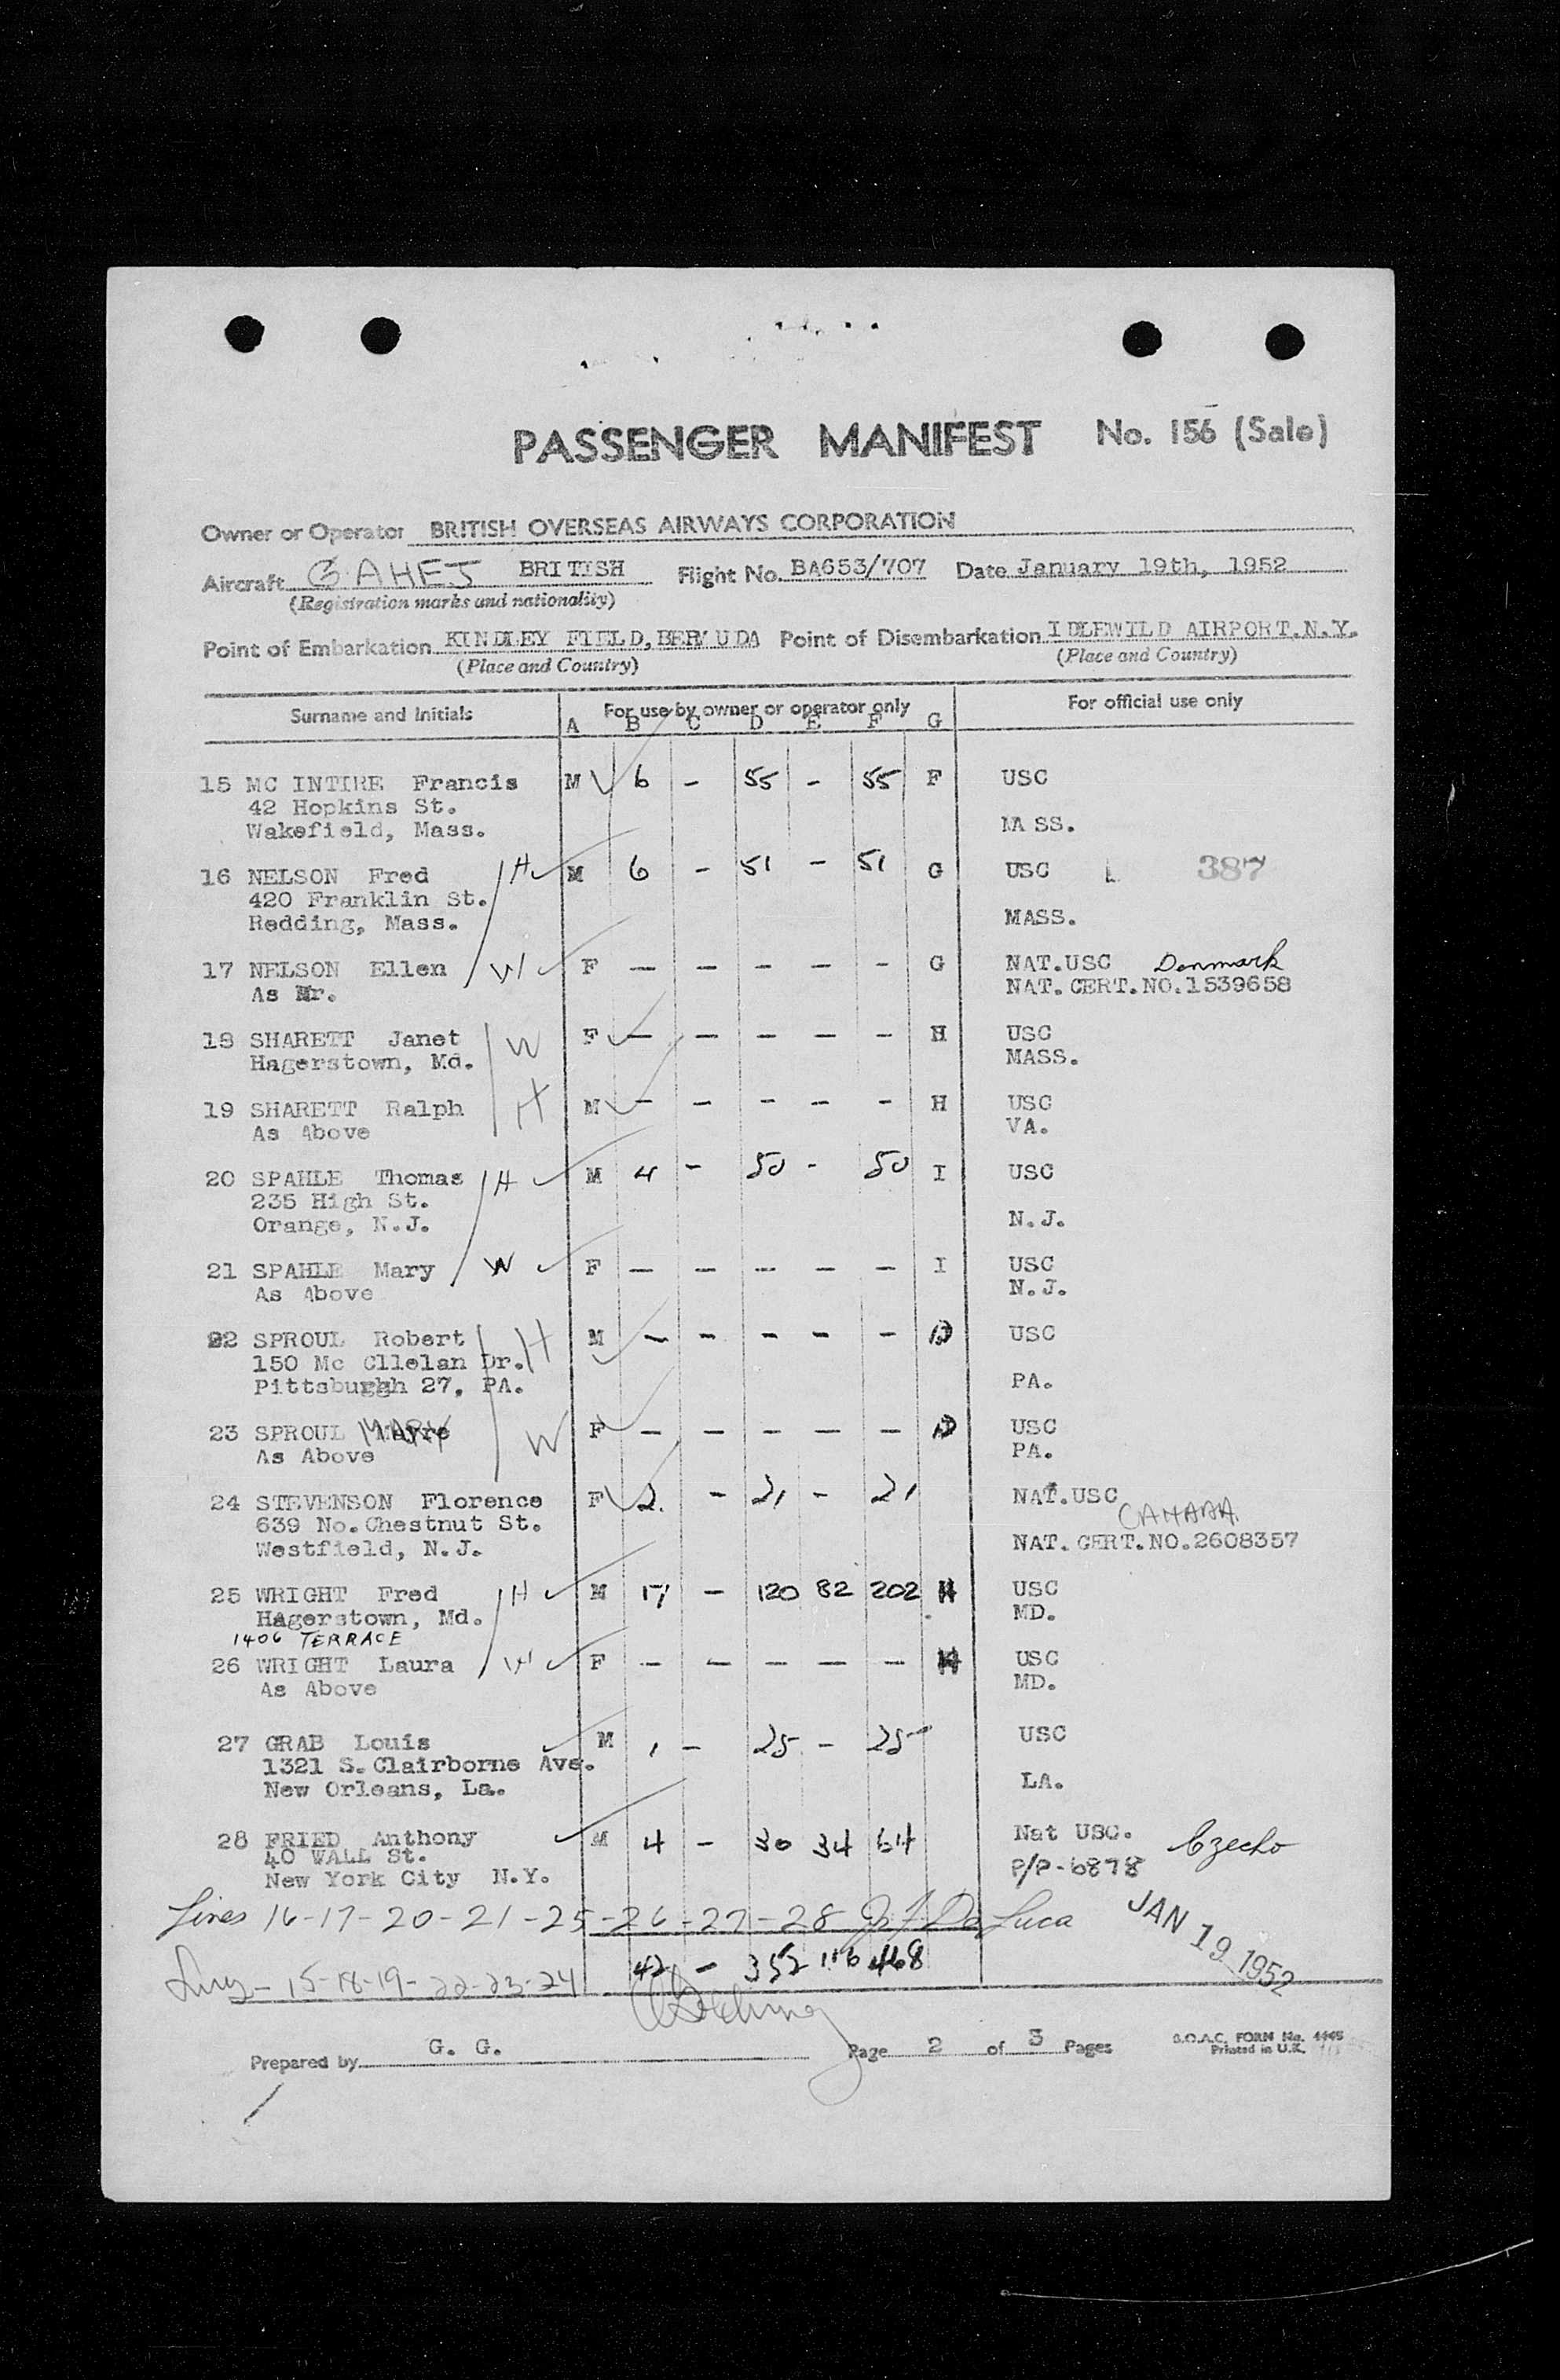 PASSENGER MANIFEST No. 156 (Sale)
Owner or Operator BRITISH OVERSEAS AIRWAYS CORPORATION
Aircraft G AHEJ BRITISH Flight No. BA653/707 Date January 19th, 1952
(Registration marks and nationality)
Point of Embarkation KINDLEY FIELD, BERMUDA Point of Disembarkation IDLEWILD AIRPORT.N.Y.
(Place and Country) (Place and Country)
Surname and Initials For use by owner or operator only For official use only
A B C D E F G
15 MC INTIRE Francis M 6 - 55 - 55 F USC
42 Hopkins St.
Wakefield, Mass. MASS.
16 NELSON Fred H M 6 - 51 - 51 G USC 387
420 Franklin St.
Redding, Mass. MASS.
17 NELSON Ellen W F - - - - - G NAT.USC Denmark
As Mr. NAT.CERT.NO.1539658
18 SHARETT Janet W F - - - - - H USC
Hagerstown, Md. MASS.
19 SHARETT Ralph H M - - - - - H USC
As Above VA.
20 SPAHLE Thomas H M 4 - 50 - 50 I USC
235 High St.
Orange, N.J. N.J.
21 SPAHLE Mary W F - - - - - I USC
As Above N.J.
22 SPROUL Robert H M - - - - - D USC
150 Mc Cllelan Dr.
Pittsburgh 27, PA. PA.
23 SPROUL MARY W F - - - - - D USC
As Above PA.
24 STEVENSON Florence F 2 - 21 - 21 NAT.USC
639 No.Chestnut St. CANADA
Westfield, N.J. NAT.CERT.NO.2608357
25 WRIGHT Fred H M 17 - 120 82 202 H USC
Hagerstown, Md. MD.
1406 TERRACE
26 WRIGHT Laura W F - - - - - H USC
As Above MD.
27 GRAB Louis M 1 - 25 - 25 USC
1321 S.Clairborne Ave.
New Orleans, La. LA.
28 FRIED Anthony M 4 - 30 34 64 Nat USC. Czecho
40 WALL St. P/P-6878
New York City N.Y.
Lines 16-17-20-21-25-26-27-28 De Luca
JAN 19 1952
42 - 352 116 468
15-18-19-22-23-24
Prepared by G. G. Page 2 of 3 Pages
B.O.A.C. FORM No. 4445
Printed in U.K.